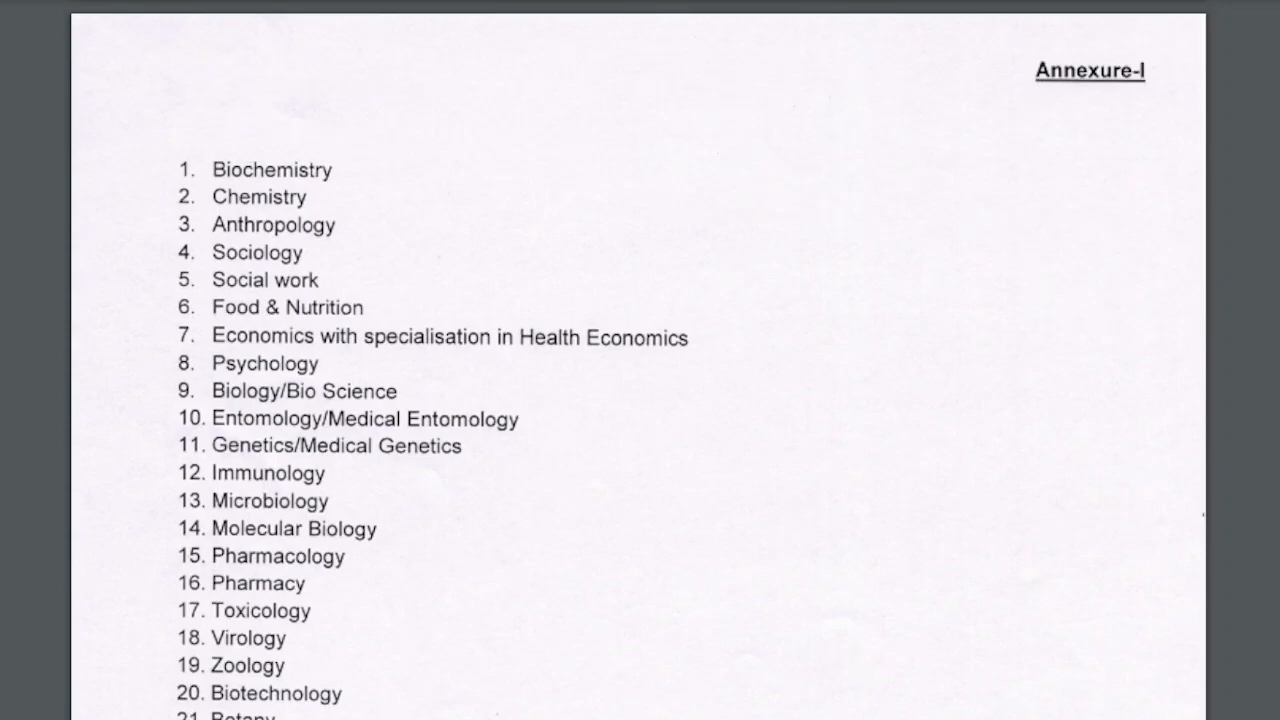 Annexure-I
1. Biochemistry
2. Chemistry
3. Anthropology
4. Sociology
5. Social work
6. Food & Nutrition
7. Economics with specialisation in Health Economics
8. Psychology
9. Biology/Bio Science
10. Entomology/Medical Entomology
11. Genetics/Medical Genetics
12. Immunology
13. Microbiology
14. Molecular Biology
15. Pharmacology
16. Pharmacy
17. Toxicology
18. Virology
19. Zoology
20. Biotechnology
21. Botany